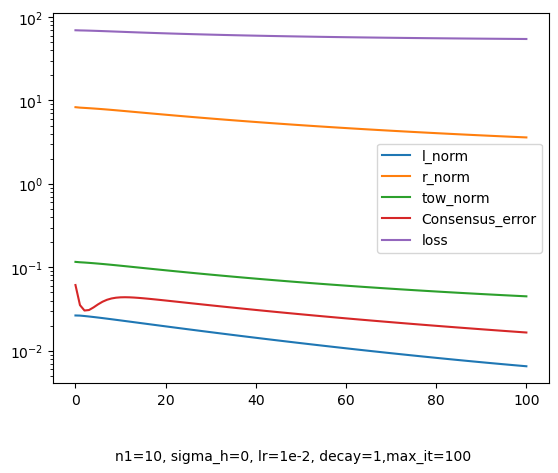 10²
10¹
10⁰
10⁻¹
10⁻²
l_norm
r_norm
tow_norm
Consensus_error
loss
0 20 40 60 80 100
n1=10, sigma_h=0, lr=1e-2, decay=1,max_it=100